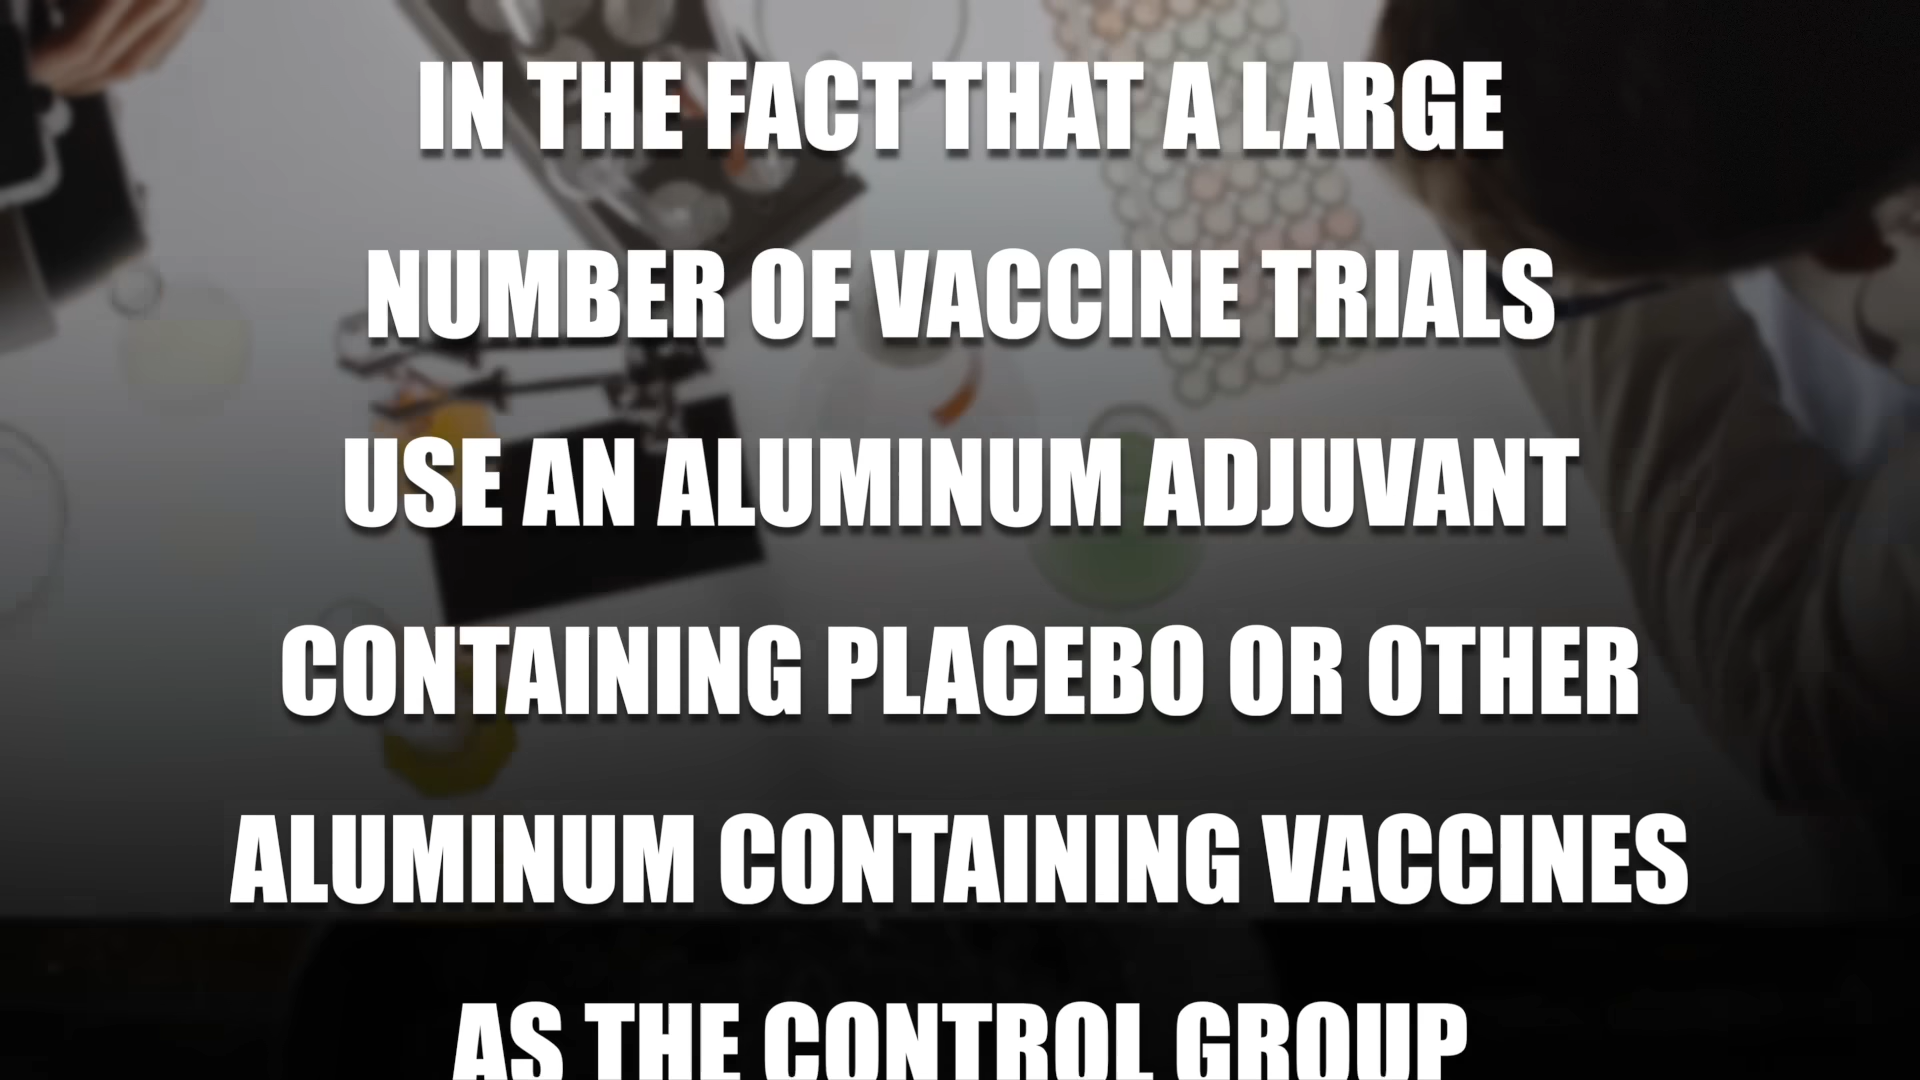 IN THE FACT THAT A LARGE
NUMBER OF VACCINE TRIALS
USE AN ALUMINUM ADJUVANT
CONTAINING PLACEBO OR OTHER
ALUMINUM CONTAINING VACCINES
AS THE CONTROL GROUP